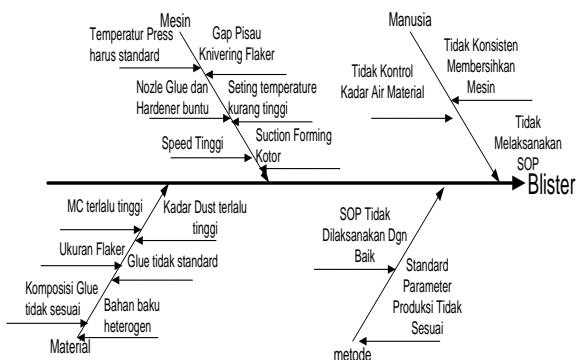 Mesin
Temperatur Press
harus standard
Gap Pisau
Knivering Flaker
Nozle Glue dan
Hardener buntu
Seting temperature
kurang tinggi
Speed Tinggi
Suction Forming
Kotor
Manusia
Tidak Kontrol
Kadar Air Material
Tidak Konsisten
Membersihkan
Mesin
Tidak
Melaksanakan
SOP
Blister
MC terlalu tinggi
Kadar Dust terlalu
tinggi
Ukuran Flaker
Glue tidak standard
Komposisi Glue
tidak sesuai
Bahan baku
heterogen
Material
SOP Tidak
Dilaksanakan Dgn
Baik
Standard
Parameter
Produksi Tidak
Sesuai
metode